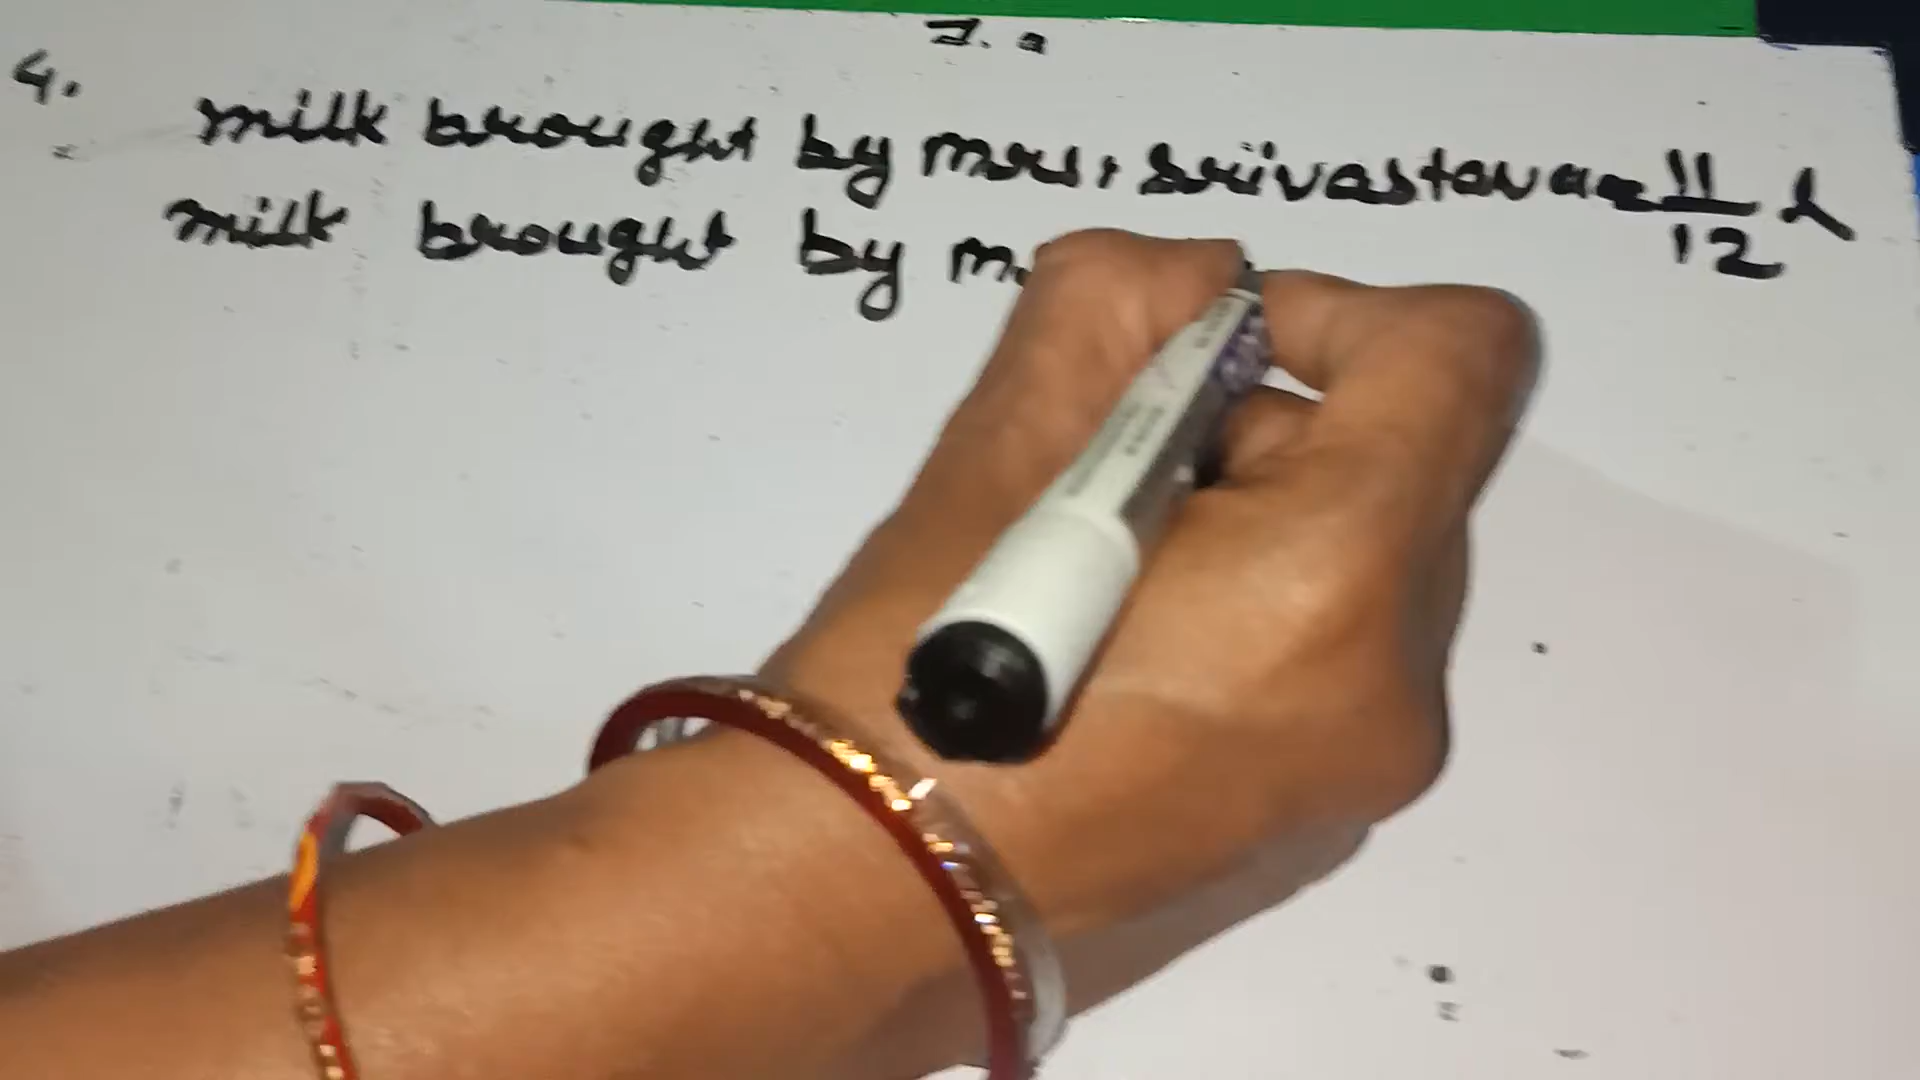 4.
milk brought by mrs. Srivastava = 11/12 l
milk brought by